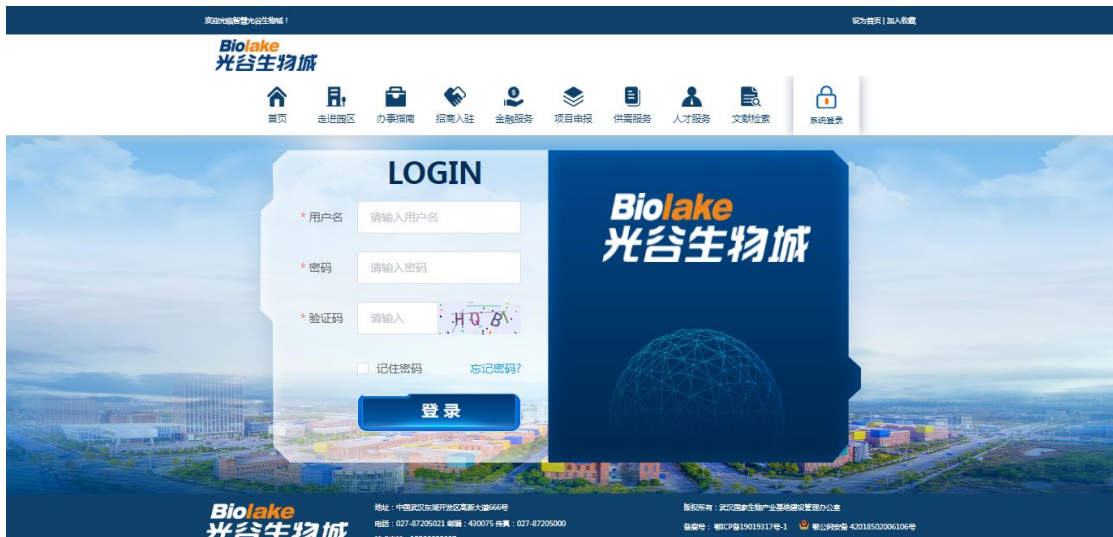 欢迎光临智慧光谷生物城！
设为首页 | 加入收藏
Biolake
光谷生物城
首页 走进园区 办事指南 招商入驻 金融服务 项目申报 供需服务 人才服务 文献检索 系统登录
LOGIN
Biolake
光谷生物城
* 用户名 请输入用户名
* 密码 请输入密码
* 验证码 请输入
记住密码 忘记密码?
登 录
Biolake
光谷生物城
地址：中国武汉东湖开发区高新大道666号
电话：027-87205021 邮编：430075 传真：027-87205000
版权所有：武汉国家生物产业基地建设管理办公室
备案号：鄂ICP备19019317号-1 鄂公网安备 42018502006106号